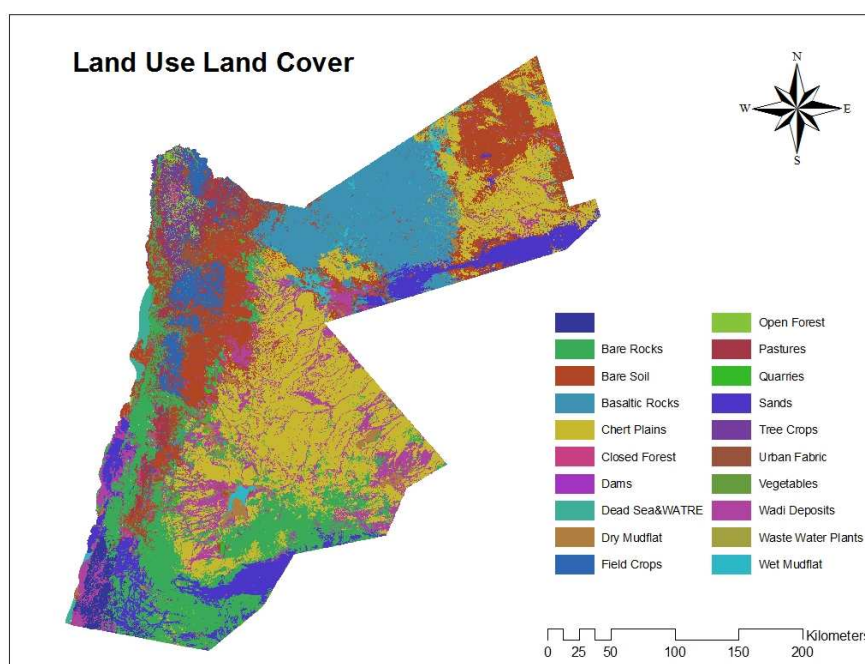 Land Use Land Cover
N
W E
S
Open Forest
Bare Rocks
Pastures
Bare Soil
Quarries
Basaltic Rocks
Sands
Chert Plains
Tree Crops
Closed Forest
Urban Fabric
Dams
Vegetables
Dead Sea&WATRE
Wadi Deposits
Dry Mudflat
Waste Water Plants
Field Crops
Wet Mudflat
Kilometers
0 25 50 100 150 200